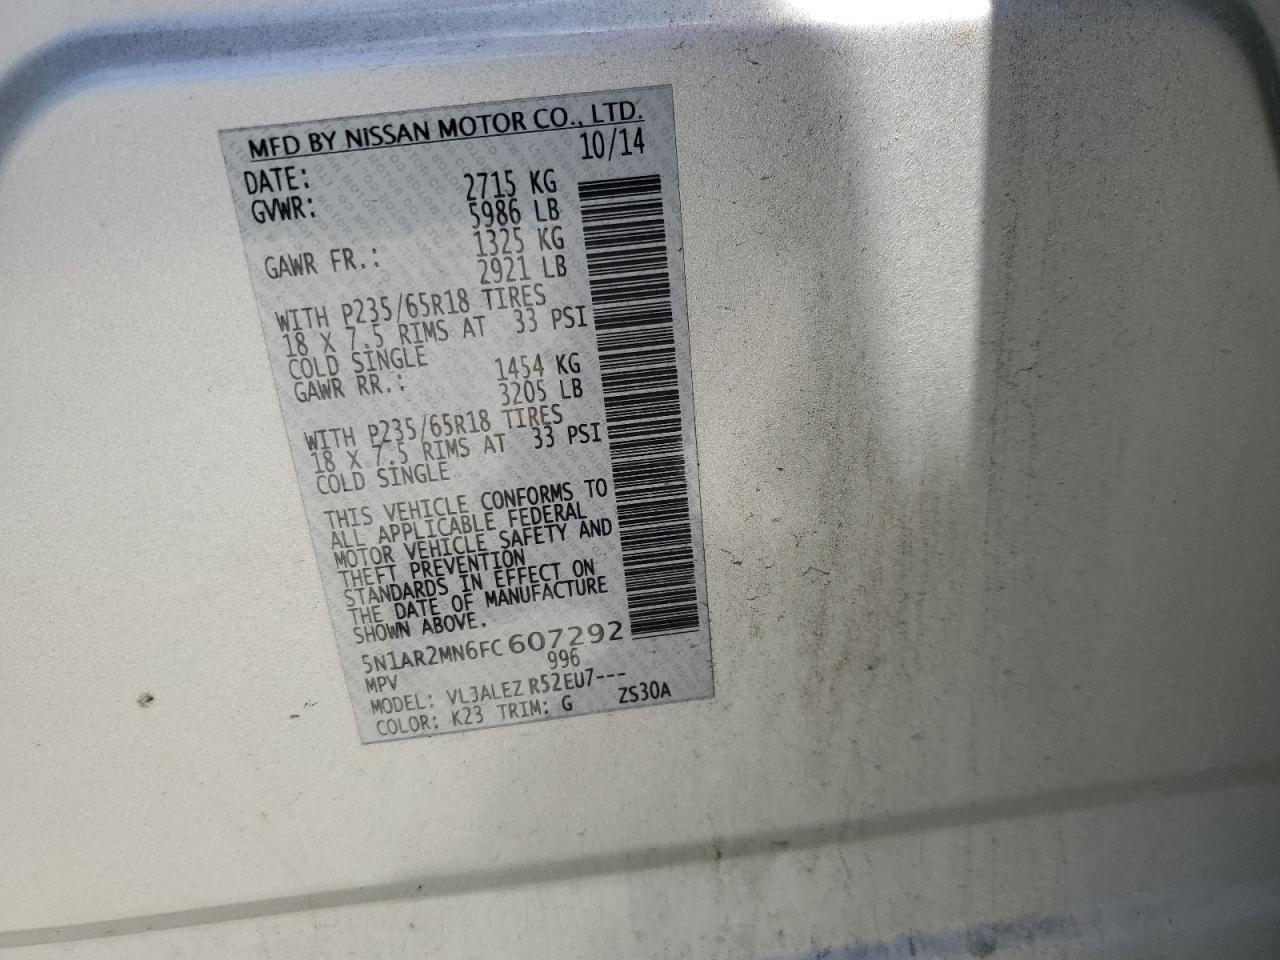 MFD BY NISSAN MOTOR CO., LTD.
DATE: 10/14
GVWR: 2715 KG
5986 LB
GAWR FR.: 1325 KG
2921 LB
WITH P235/65R18 TIRES
18 X 7.5 RIMS AT 33 PSI
COLD SINGLE
GAWR RR.: 1454 KG
3205 LB
WITH P235/65R18 TIRES
18 X 7.5 RIMS AT 33 PSI
COLD SINGLE
THIS VEHICLE CONFORMS TO
ALL APPLICABLE FEDERAL
MOTOR VEHICLE SAFETY AND
THEFT PREVENTION
STANDARDS IN EFFECT ON
THE DATE OF MANUFACTURE
SHOWN ABOVE.
5N1AR2MN6FC607292
MPV 996
MODEL: VL3ALEZ R52EU7---
COLOR: K23 TRIM: G ZS30A